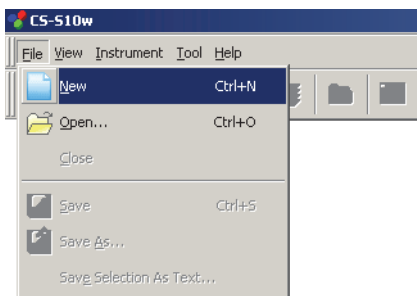 CS-S10w
File View Instrument Tool Help
New Ctrl+N
Open... Ctrl+O
Close
Save Ctrl+S
Save As...
Save Selection As Text...